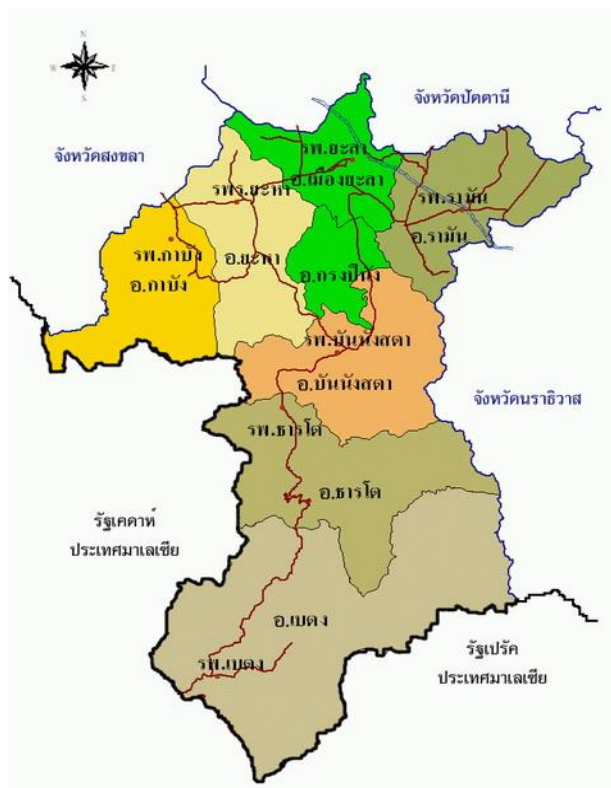 N
W E
S
จังหวัดปัตตานี
จังหวัดสงขลา
รพ.ยะลา
อ.เมืองยะลา
รพร.ยะหา
รพ.รามัน
อ.รามัน
รพ.กาบัง
อ.ยะหา
อ.กรงปินัง
อ.กาบัง
รพ.บันนังสตา
อ.บันนังสตา
จังหวัดนราธิวาส
รพ.ธารโต
อ.ธารโต
รัฐเคดาห์
ประเทศมาเลเซีย
อ.เบตง
รพ.เบตง
รัฐเปรัค
ประเทศมาเลเซีย